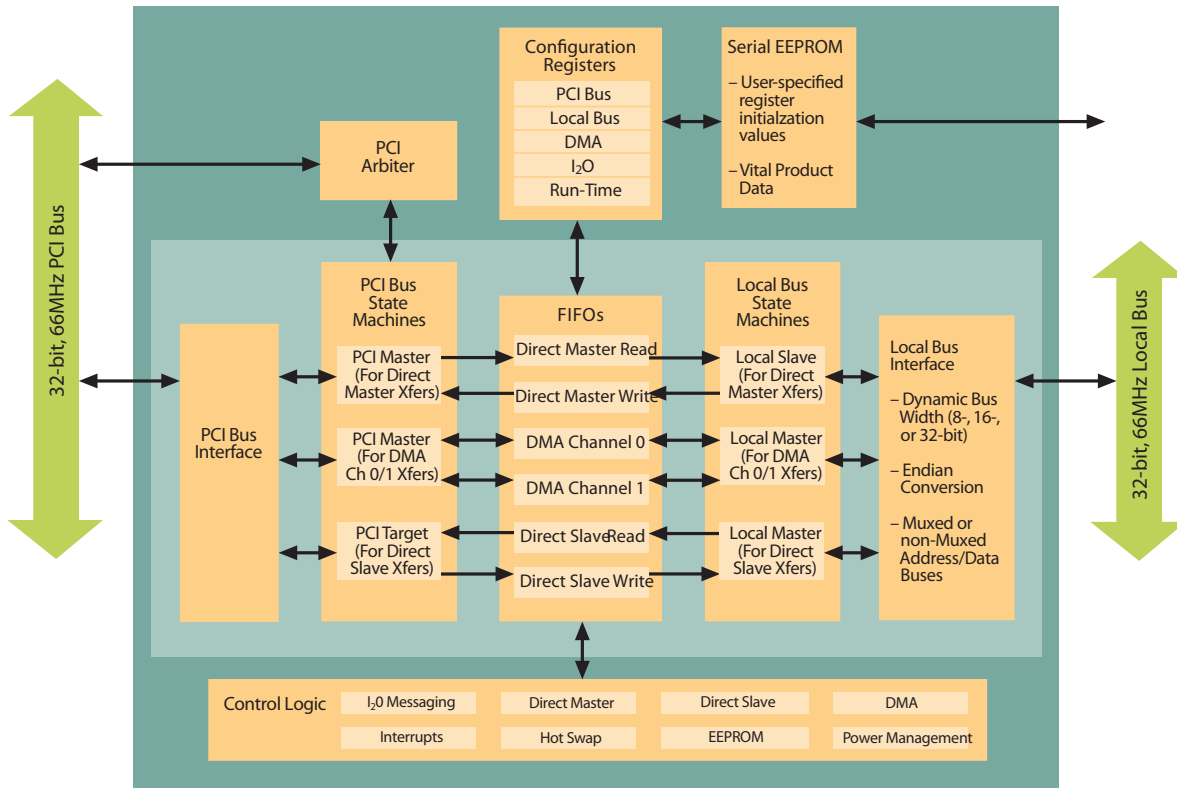 32-bit, 66MHz PCI Bus
PCI
Arbiter
Configuration
Registers
PCI Bus
Local Bus
DMA
I₂O
Run-Time
Serial EEPROM
– User-specified
register
initialzation
values
– Vital Product
Data
PCI Bus
Interface
PCI Bus
State
Machines
PCI Master
(For Direct
Master Xfers)
PCI Master
(For DMA
Ch 0/1 Xfers)
PCI Target
(For Direct
Slave Xfers)
FIFOs
Direct Master Read
Direct Master Write
DMA Channel 0
DMA Channel 1
Direct Slave Read
Direct Slave Write
Local Bus
State
Machines
Local Slave
(For Direct
Master Xfers)
Local Master
(For DMA
Ch 0/1 Xfers)
Local Master
(For Direct
Slave Xfers)
Local Bus
Interface
– Dynamic Bus
Width (8-, 16-,
or 32-bit)
– Endian
Conversion
– Muxed or
non-Muxed
Address/Data
Buses
32-bit, 66MHz Local Bus
Control Logic
I₂0 Messaging
Direct Master
Direct Slave
DMA
Interrupts
Hot Swap
EEPROM
Power Management